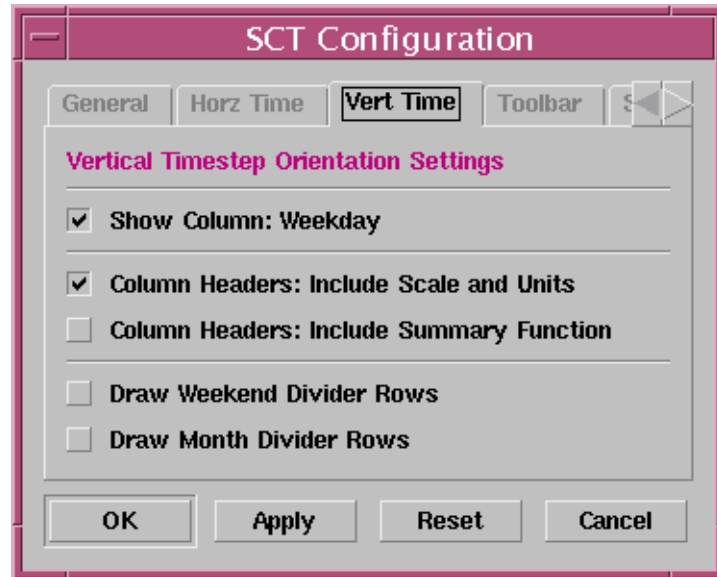 SCT Configuration
General Horz Time Vert Time Toolbar
Vertical Timestep Orientation Settings
Show Column: Weekday
Column Headers: Include Scale and Units
Column Headers: Include Summary Function
Draw Weekend Divider Rows
Draw Month Divider Rows
OK Apply Reset Cancel